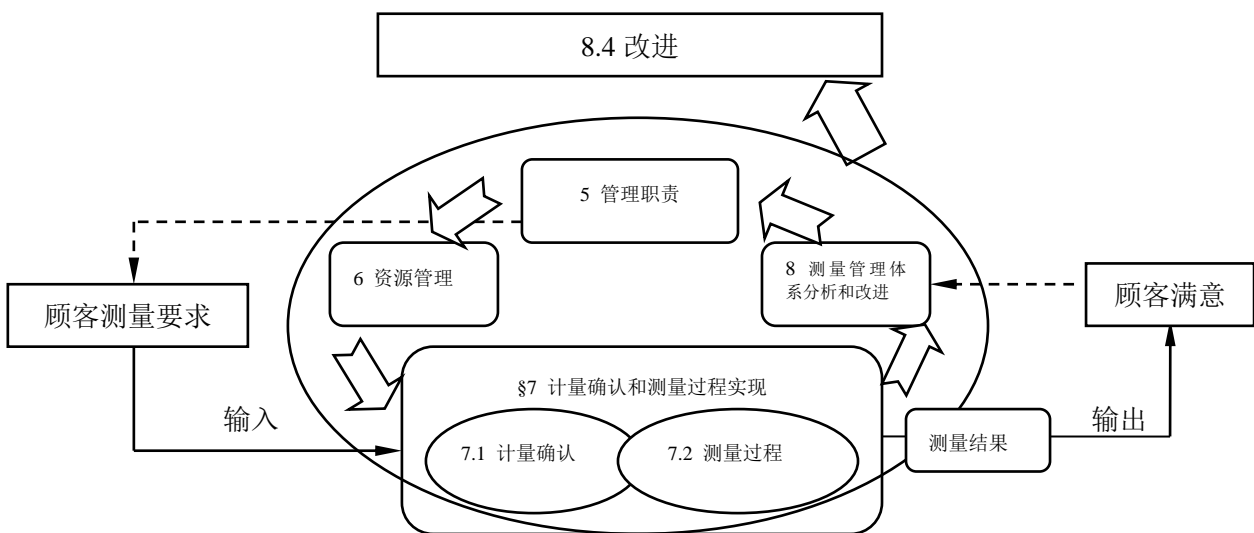 8.4 改进
5 管理职责
6 资源管理
8 测量管理体
系分析和改进
顾客测量要求
顾客满意
§7 计量确认和测量过程实现
输入
7.1 计量确认
7.2 测量过程
测量结果
输出